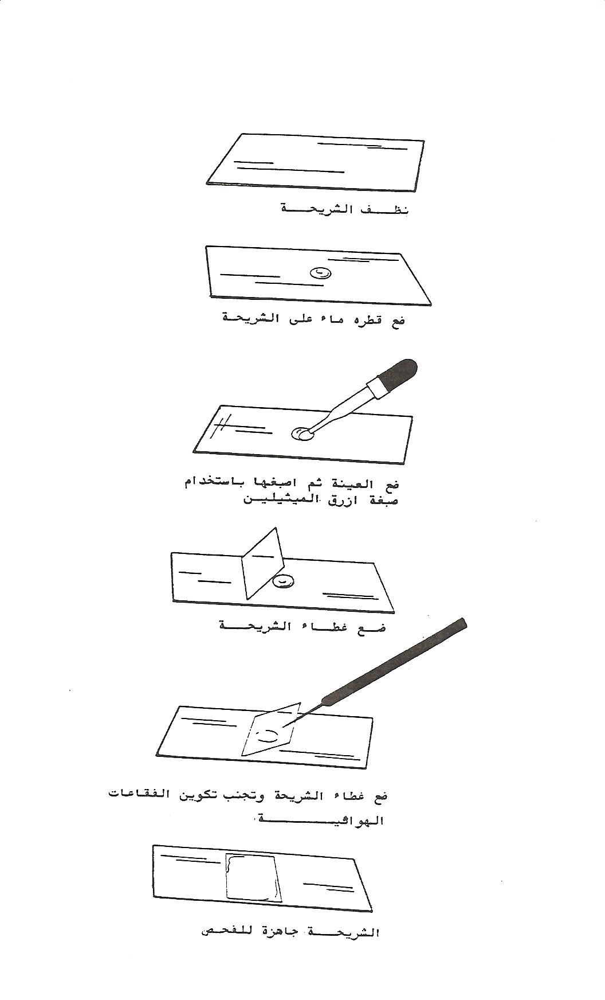 نظف الشريحة
ضع قطره ماء على الشريحة
ضع العينة ثم اصبغها باستخدام
صبغة ازرق الميثيلين
ضع غطاء الشريحة
ضع غطاء الشريحة وتجنب تكوين الفقاعات
الهوائية
الشريحة جاهزة للفحص